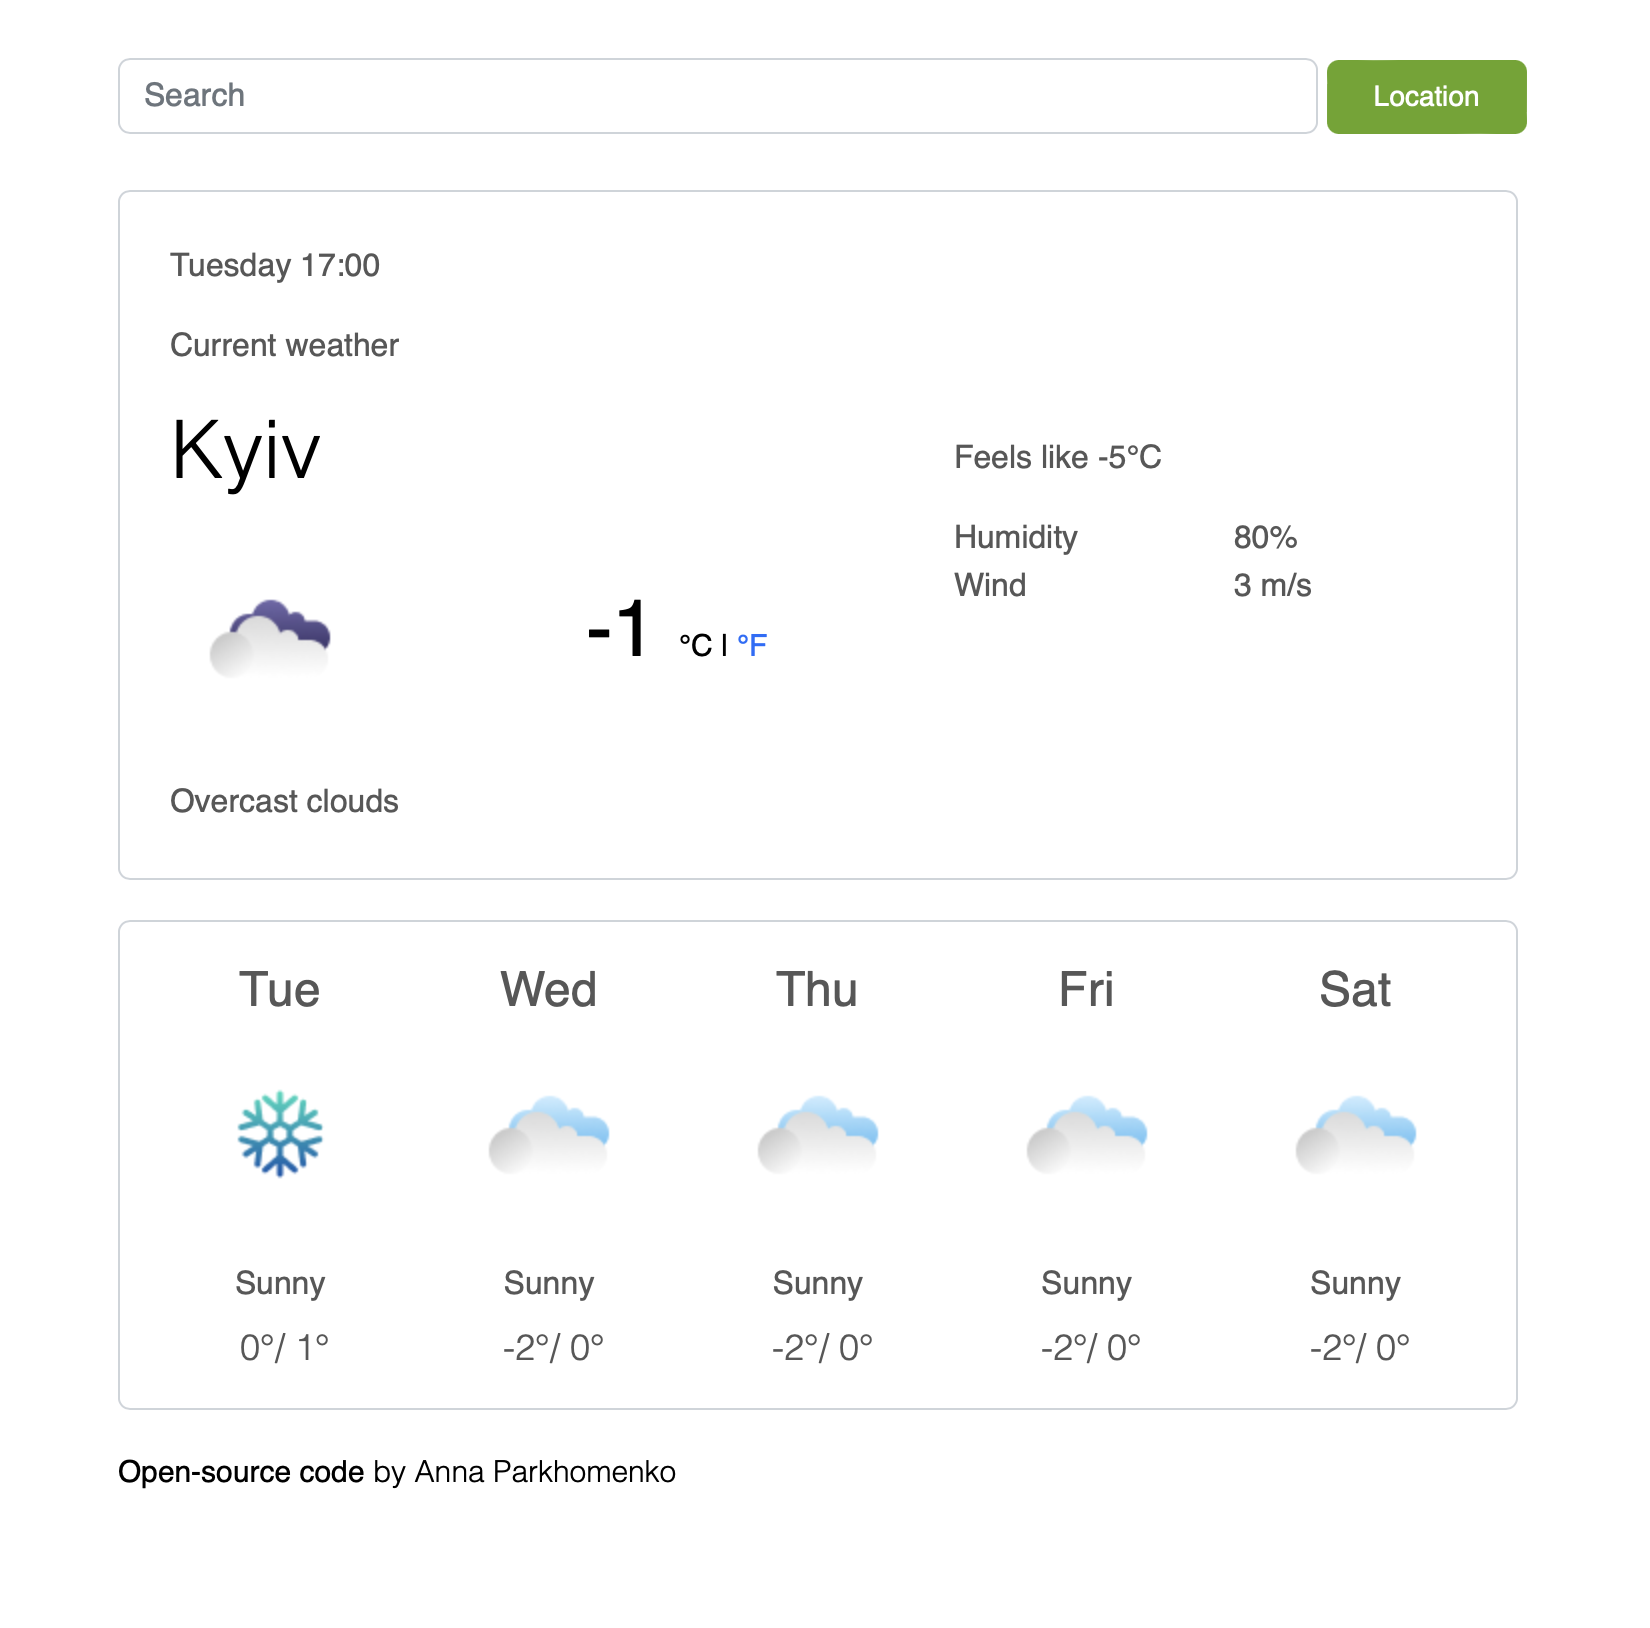 Search
Location
Tuesday 17:00
Current weather
Kyiv
-1 °C | °F
Overcast clouds
Feels like -5°C
Humidity 80%
Wind 3 m/s
Tue Wed Thu Fri Sat
Sunny Sunny Sunny Sunny Sunny
0°/ 1° -2°/ 0° -2°/ 0° -2°/ 0° -2°/ 0°
Open-source code by Anna Parkhomenko